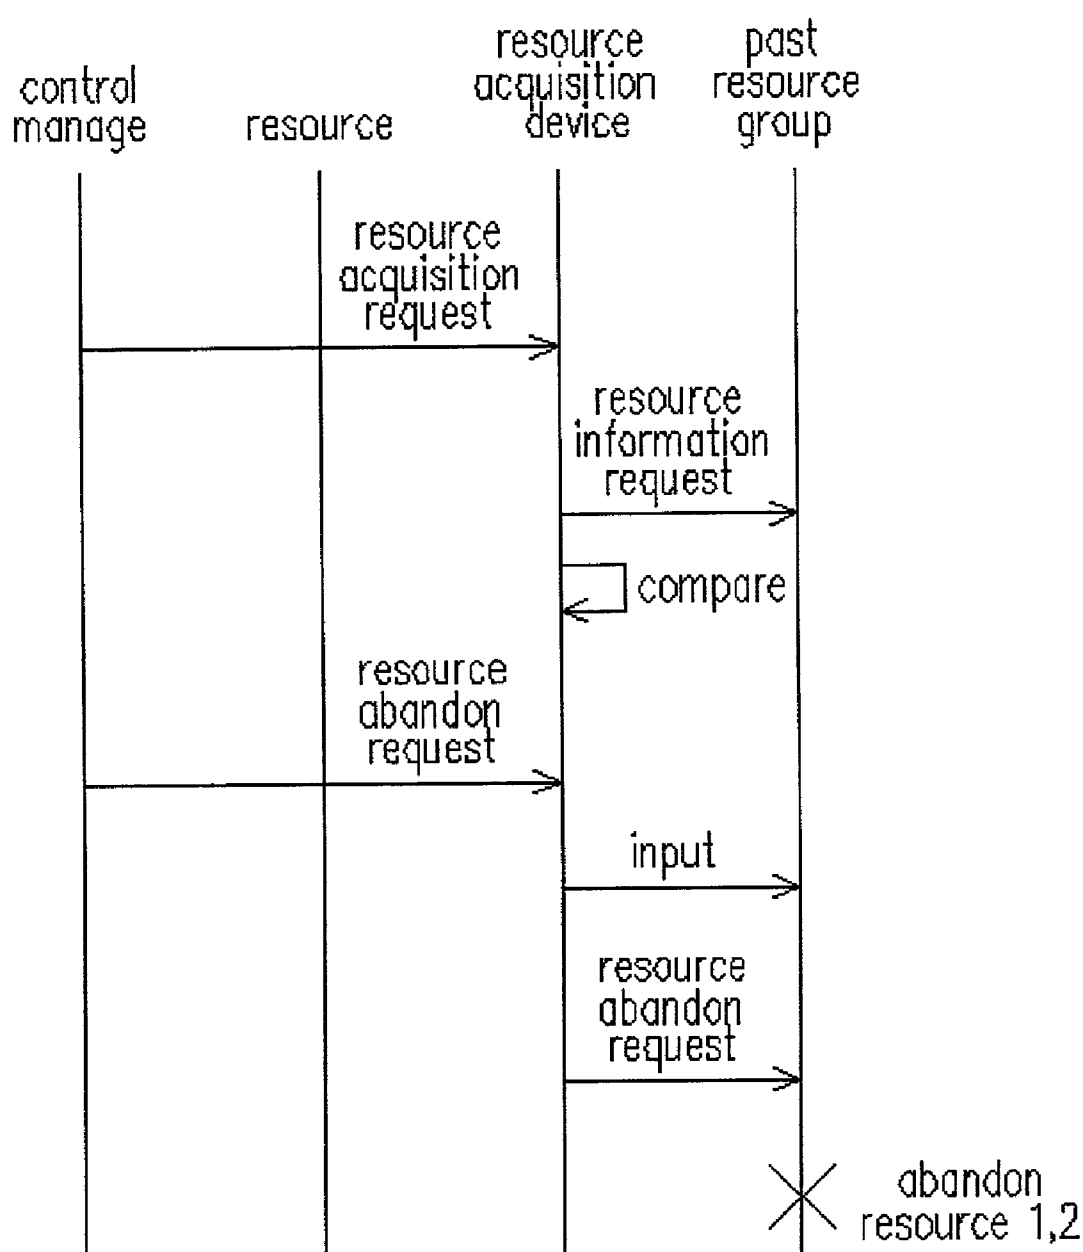 control
manage
resource
resource
acquisition
device
past
resource
group
resource
acquisition
request
resource
information
request
compare
resource
abandon
request
input
resource
abandon
request
abandon
resource 1,2